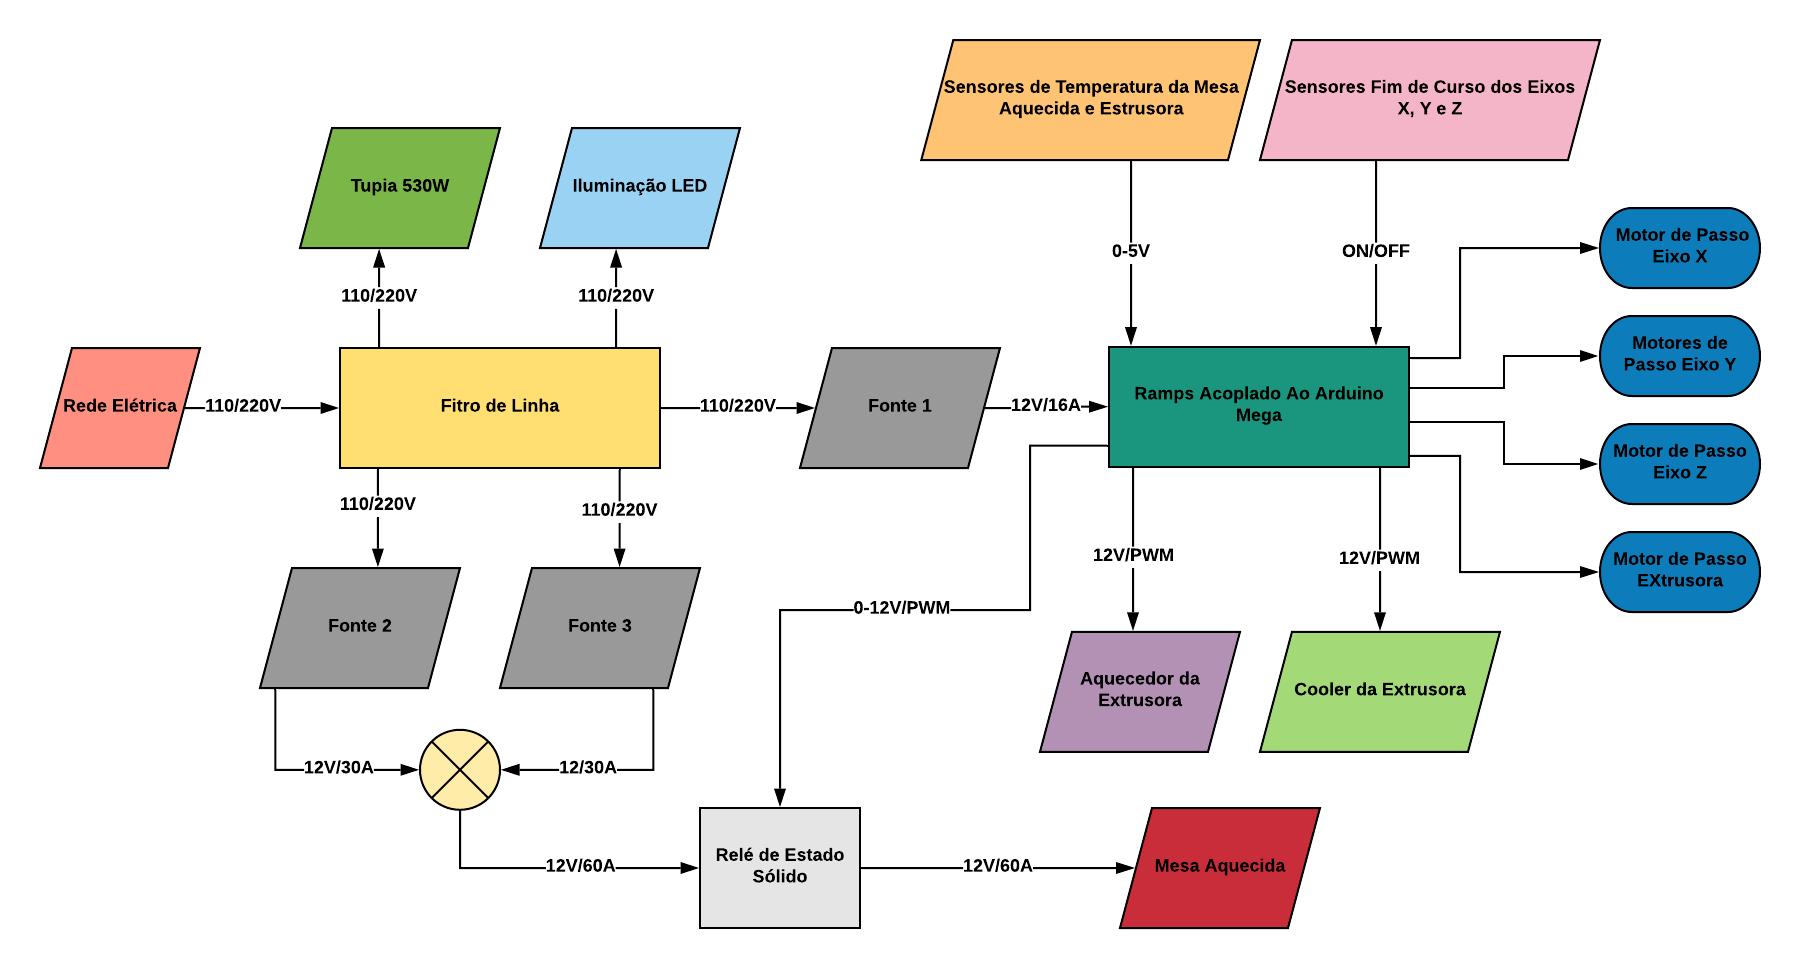 Sensores de Temperatura da Mesa
Aquecida e Estrusora
Sensores Fim de Curso dos Eixos
X, Y e Z
Tupia 530W
Iluminação LED
Motor de Passo
Eixo X
0-5V
ON/OFF
110/220V
110/220V
Motores de
Passo Eixo Y
Rede Elétrica
110/220V
Fitro de Linha
110/220V
Fonte 1
12V/16A
Ramps Acoplado Ao Arduino
Mega
Motor de Passo
Eixo Z
110/220V
110/220V
12V/PWM
12V/PWM
Motor de Passo
EXtrusora
0-12V/PWM
Fonte 2
Fonte 3
Aquecedor da
Extrusora
Cooler da Extrusora
12V/30A
12/30A
12V/60A
Relé de Estado
Sólido
12V/60A
Mesa Aquecida